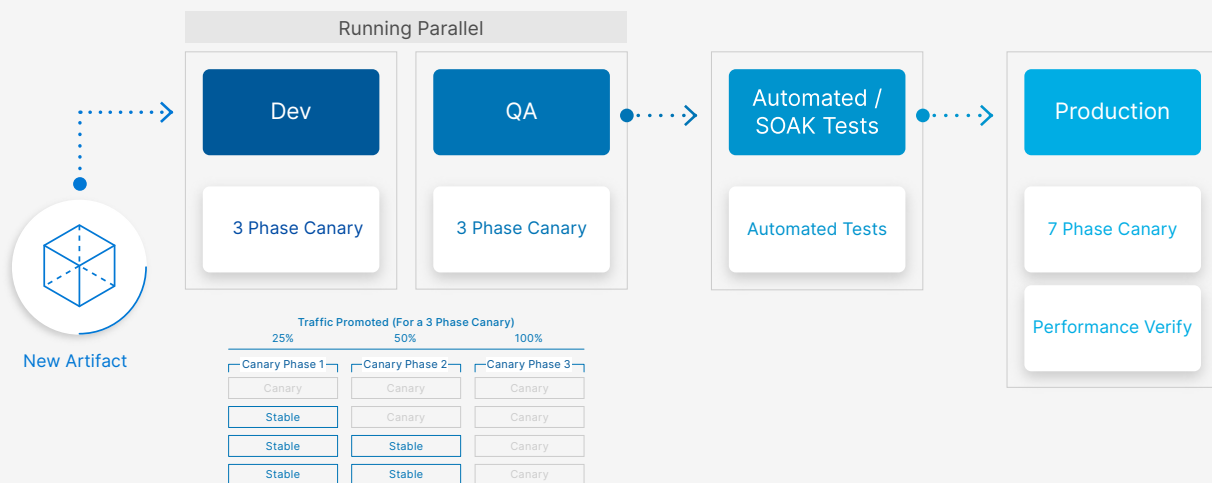 Running Parallel
Dev
QA
Automated /
SOAK Tests
Production
3 Phase Canary
3 Phase Canary
Automated Tests
7 Phase Canary
Performance Verify
New Artifact
Traffic Promoted (For a 3 Phase Canary)
25% 50% 100%
Canary Phase 1 Canary Phase 2 Canary Phase 3
Canary Canary Canary
Stable Canary Canary
Stable Stable Canary
Stable Stable Canary